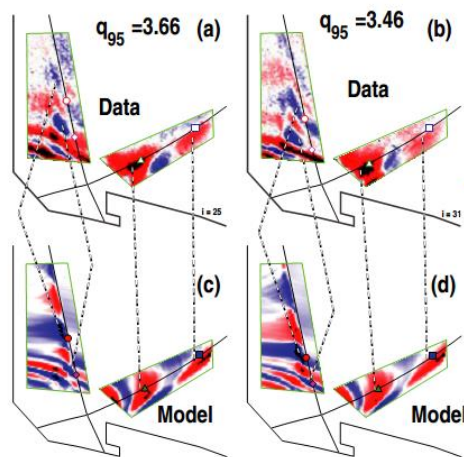 q95 =3.66 (a)
q95 =3.46 (b)
Data
Data
i = 25
i = 31
(c)
(d)
Model
Model